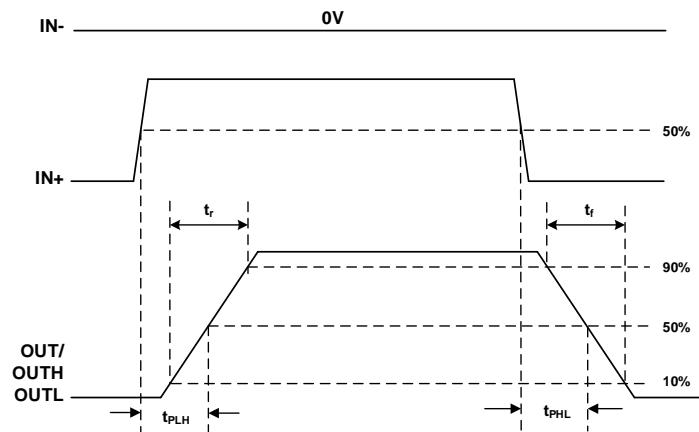 IN-
0V
50%
IN+
tr
tf
90%
50%
OUT/
OUTH
OUTL
10%
tPLH
tPHL